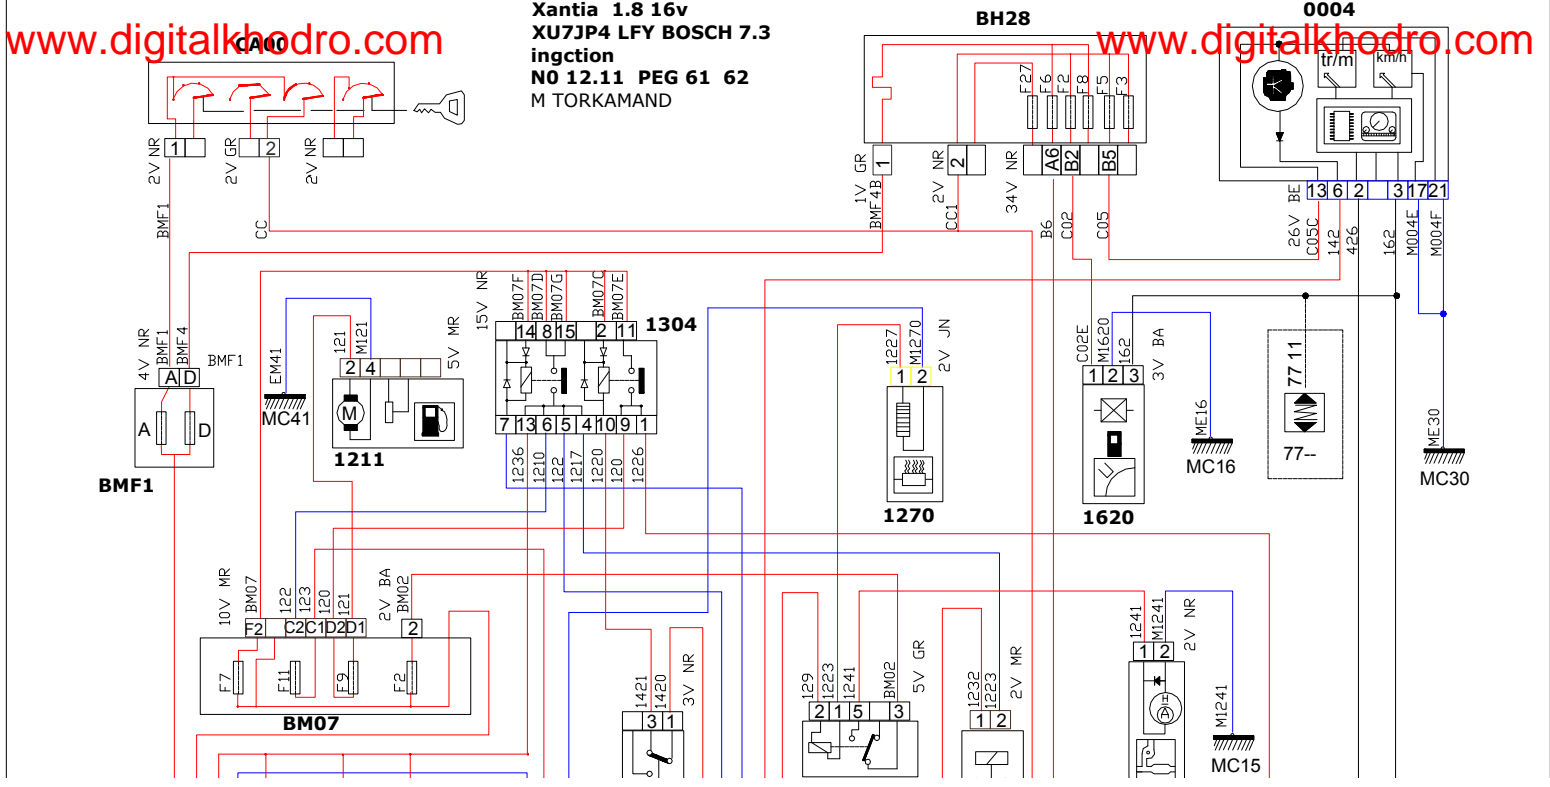 Xantia 1.8 16v
XU7JP4 LFY BOSCH 7.3
ingction
N0 12.11 PEG 61 62
M TORKAMAND
www.digitalkhodro.com
CA00
BH28
www.digitalkhodro.com
0004
tr/m
km/h
F27
F6
F2
F8
F5
F3
2V NR
1
2V GR
2
2V NR
1V GR
1
2V NR
2
34V NR
A6
B2
B5
26V BE
13
6
2
3
17
21
BMF1
CC
BMF4B
CC1
B6
C02
C05
C05C
142
426
162
M004E
M004F
15V NR
BM07F
BM07D
BM07G
BM07C
BM07E
14
8
15
2
11
1304
4V NR
BMF1
BMF4
BMF1
A
D
A
D
BMF1
EM41
MC41
121
M121
5V MR
2
4
M
1211
7
13
6
5
4
10
9
1
1236
1210
122
1217
1220
120
1226
1227
M1270
2V JN
1
2
1270
C02E
M1620
162
3V BA
1
2
3
1620
ME16
MC16
77 11
77--
ME30
MC30
10V MR
BM07
122
123
120
121
2V BA
BM02
F2
C2
C1
D2
D1
2
F7
F11
F9
F2
BM07
1421
1420
3V NR
3
1
129
1223
1241
BM02
5V GR
2
1
5
3
1232
1223
2V MR
1
2
1241
M1241
2V NR
1
2
H
A
M1241
MC15